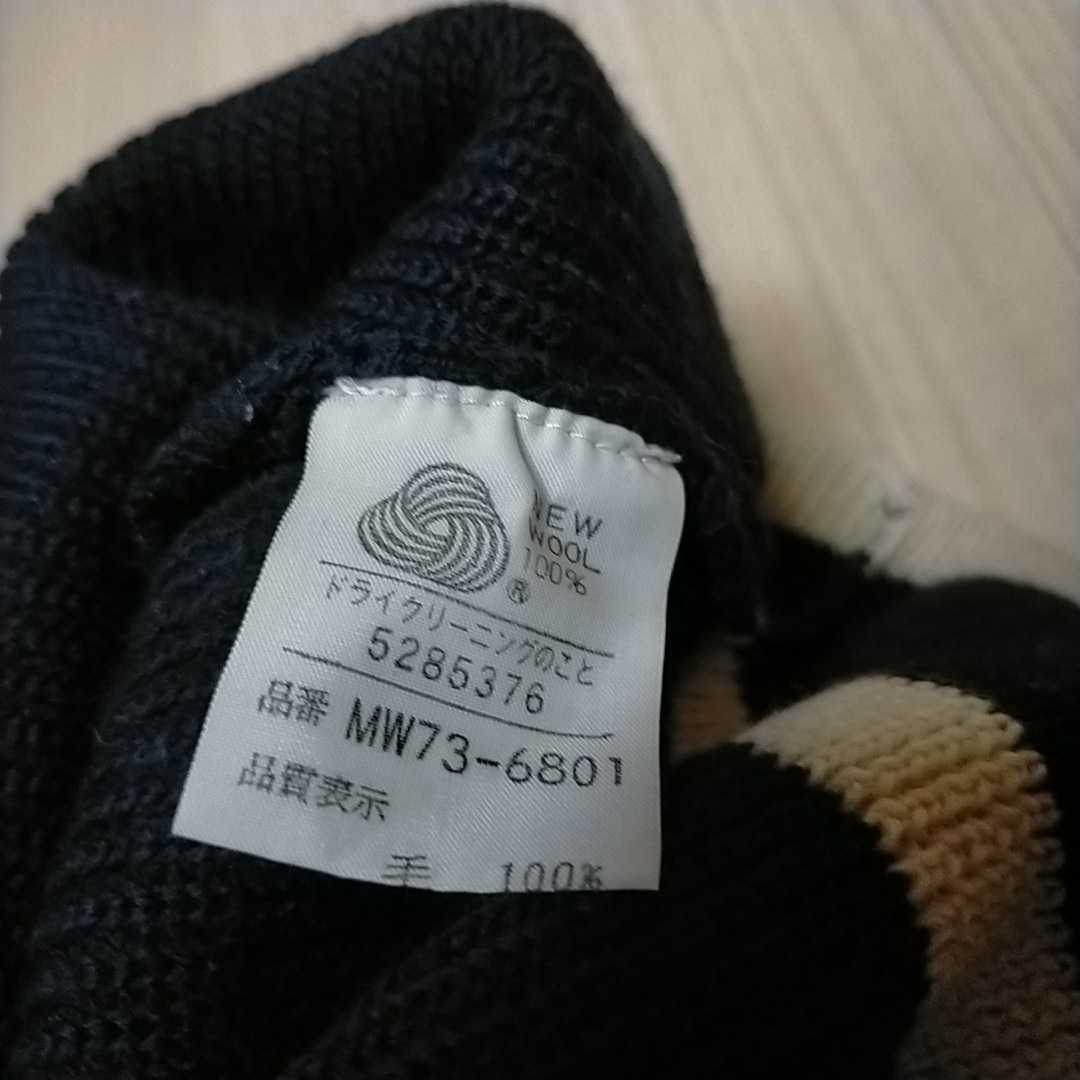 NEW
WOOL
100%
®
ドライクリーニングのこと
5285376
品番 MW73-6801
品質表示
毛 100%